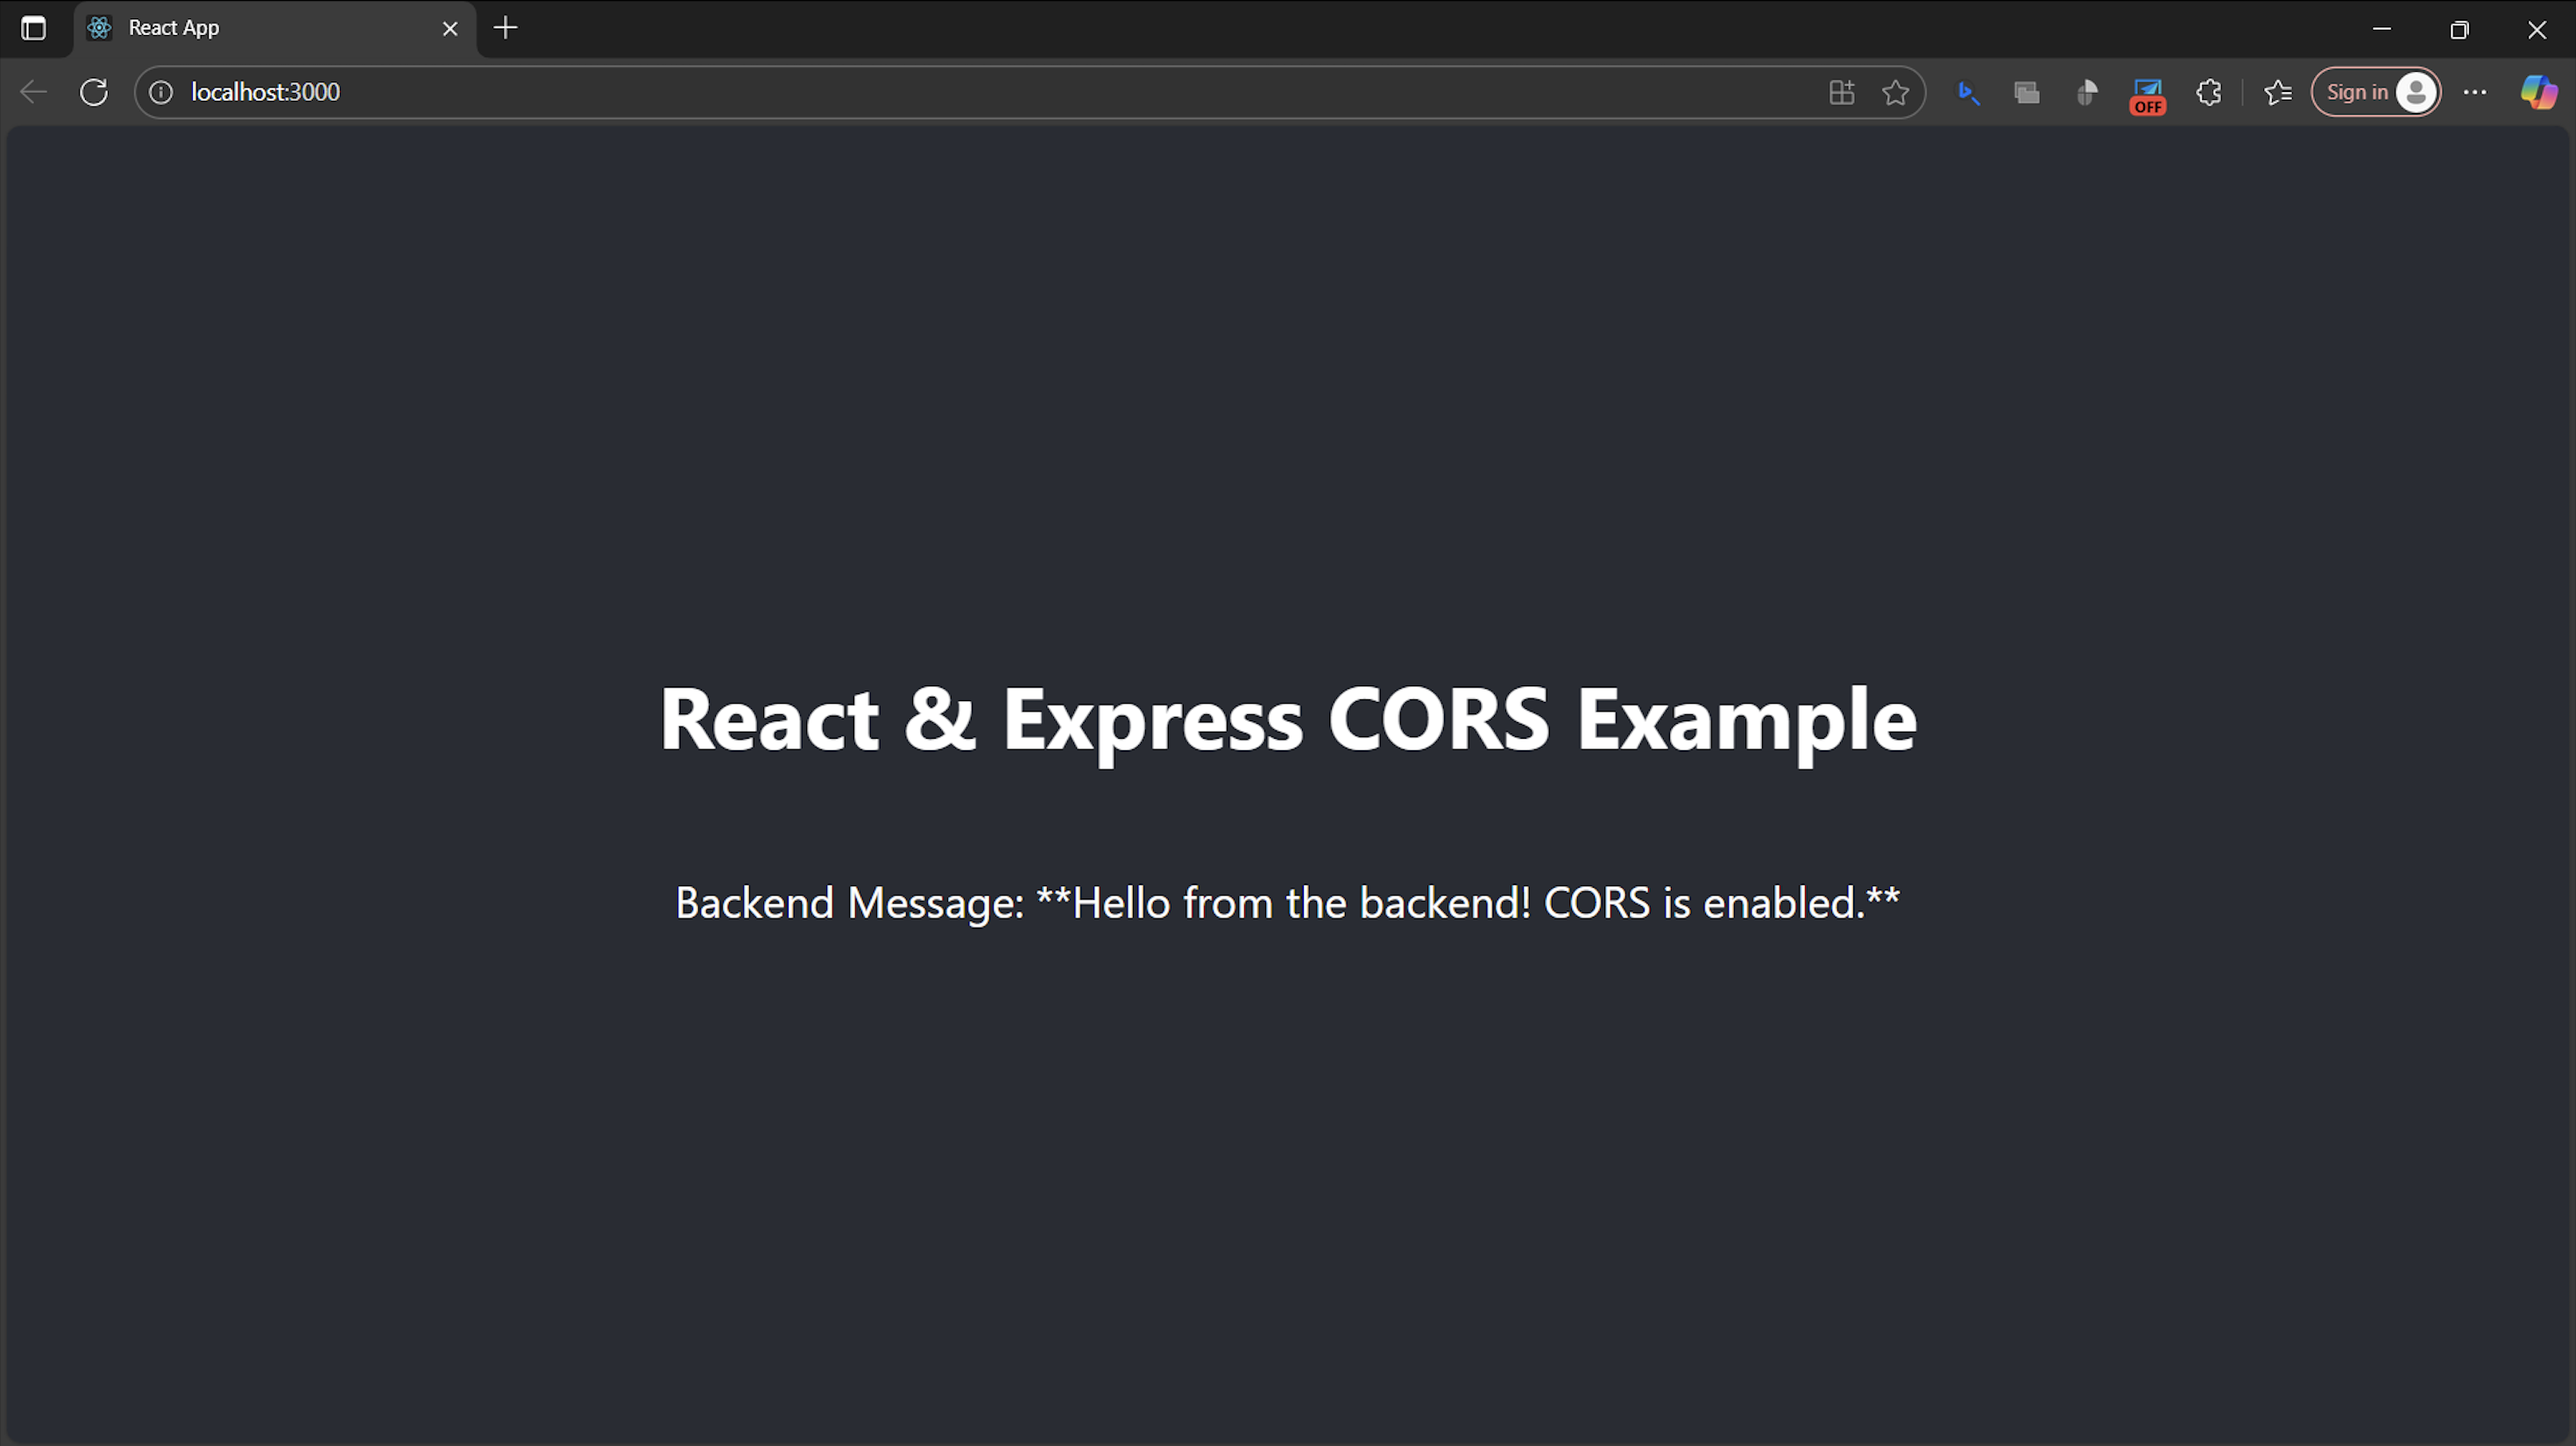 React App
localhost:3000
OFF
Sign in
React & Express CORS Example
Backend Message: **Hello from the backend! CORS is enabled.**